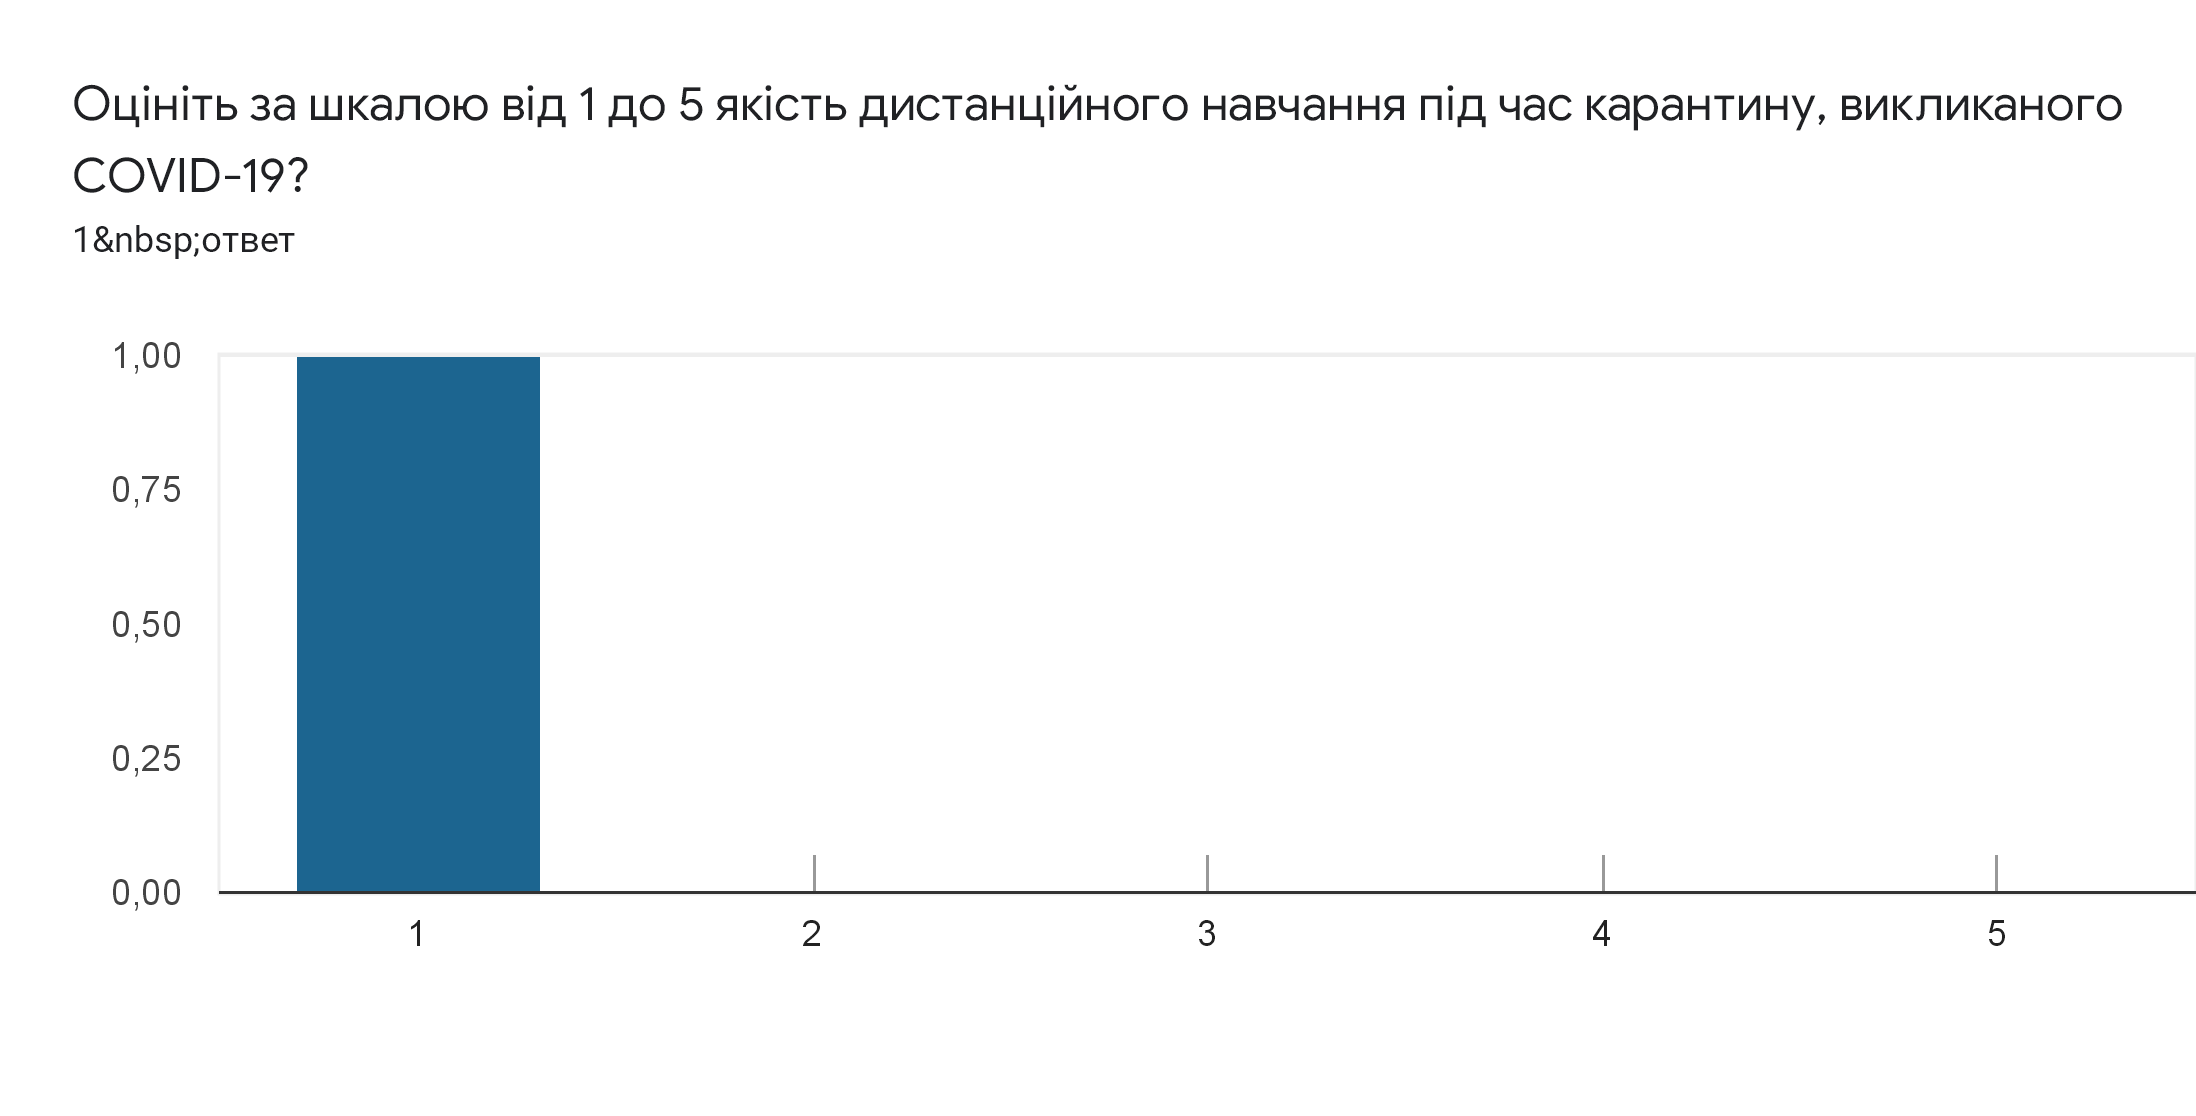 Оцініть за шкалою від 1 до 5 якість дистанційного навчання під час карантину, викликаного
COVID-19?
1&nbsp;ответ
1,00
0,75
0,50
0,25
0,00
1 2 3 4 5